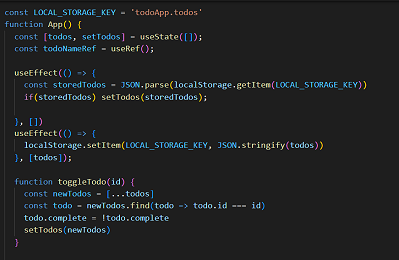 const LOCAL_STORAGE_KEY = 'todoApp.todos'
function App() {
  const [todos, setTodos] = useState([]);
  const todoNameRef = useRef();

  useEffect(() => {
    const storedTodos = JSON.parse(localStorage.getItem(LOCAL_STORAGE_KEY))
    if(storedTodos) setTodos(storedTodos);

  }, [])
  useEffect(() => {
    localStorage.setItem(LOCAL_STORAGE_KEY, JSON.stringify(todos))
  }, [todos]);

  function toggleTodo(id) {
    const newTodos = [...todos]
    const todo = newTodos.find(todo => todo.id === id)
    todo.complete = !todo.complete
    setTodos(newTodos)
  }